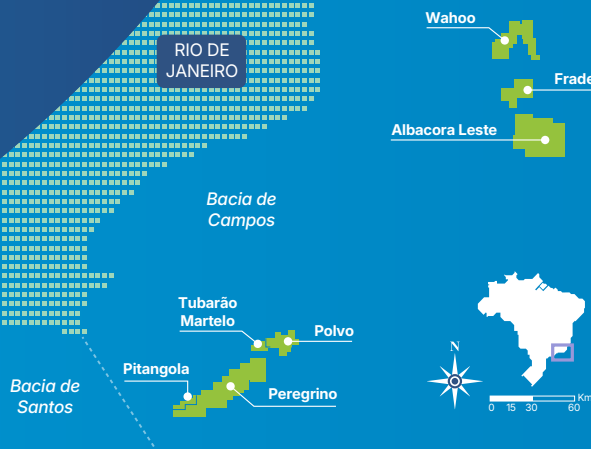 Wahoo
RIO DE
JANEIRO
Frade
Albacora Leste
Bacia de
Campos
Tubarão
Martelo
Polvo
Pitangola
Peregrino
Bacia de
Santos
N
Km
0 15 30 60